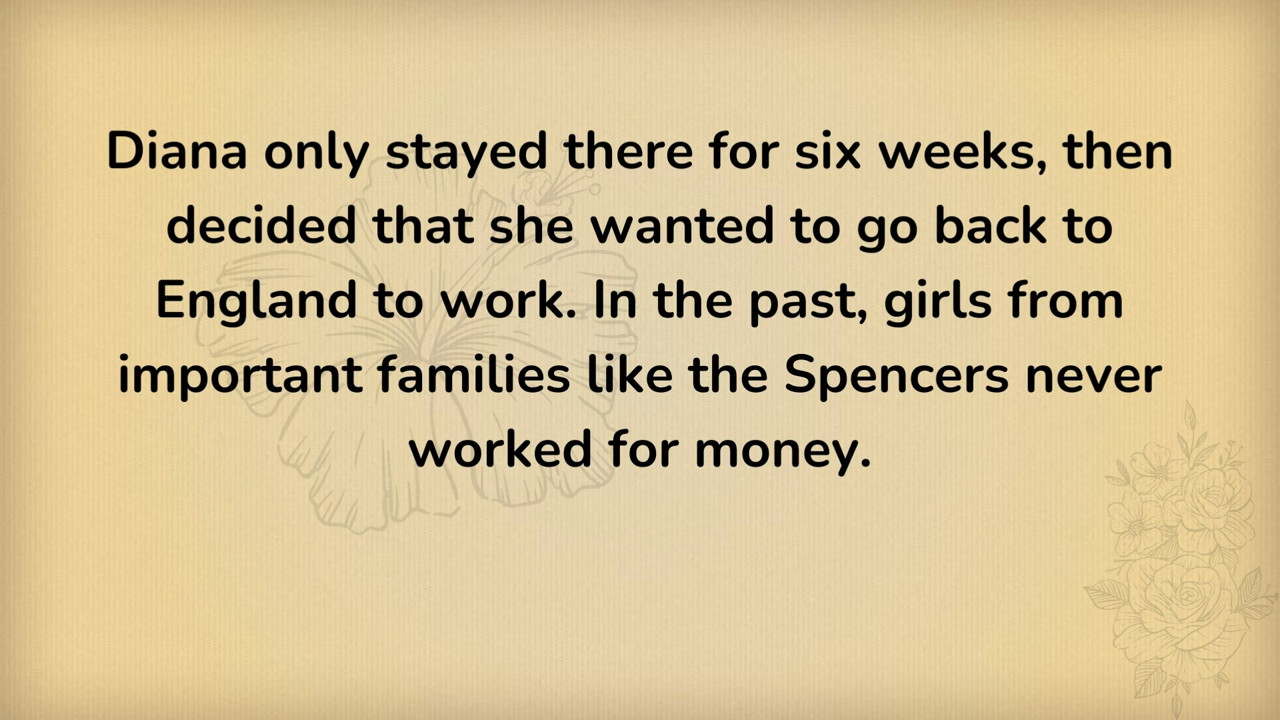 Diana only stayed there for six weeks, then
decided that she wanted to go back to
England to work. In the past, girls from
important families like the Spencers never
worked for money.